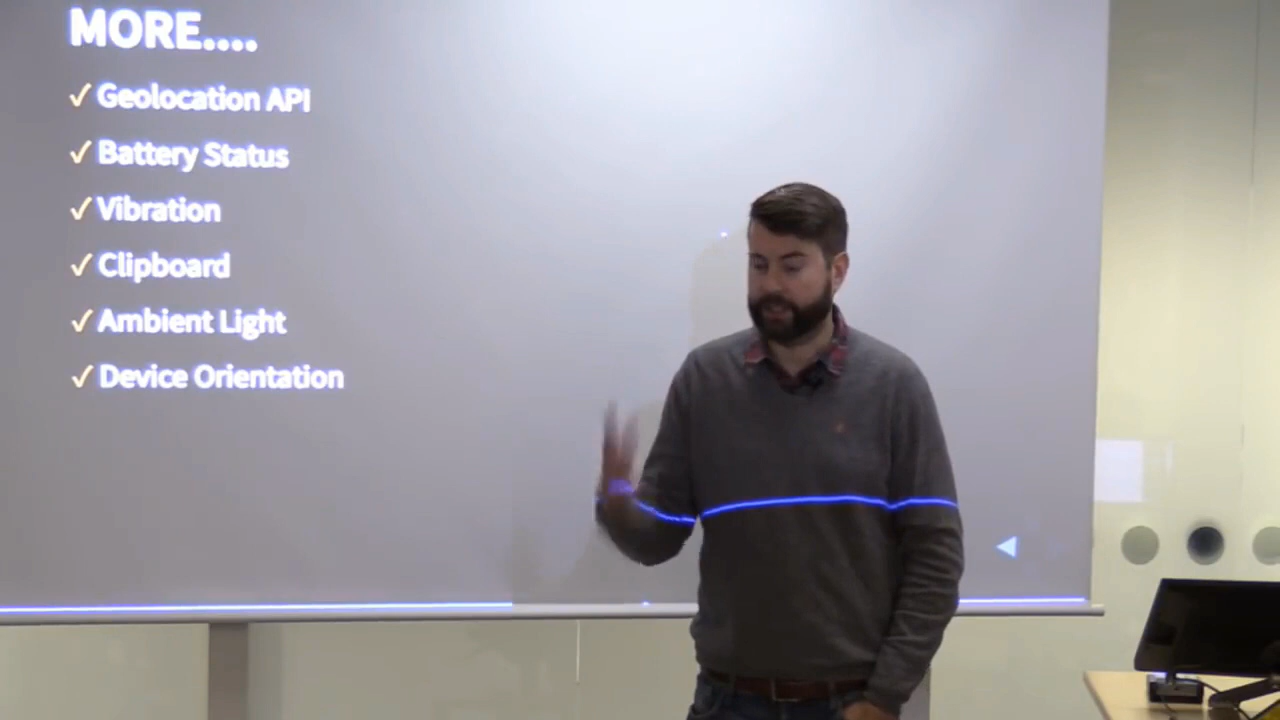 MORE....
✓ Geolocation API
✓ Battery Status
✓ Vibration
✓ Clipboard
✓ Ambient Light
✓ Device Orientation